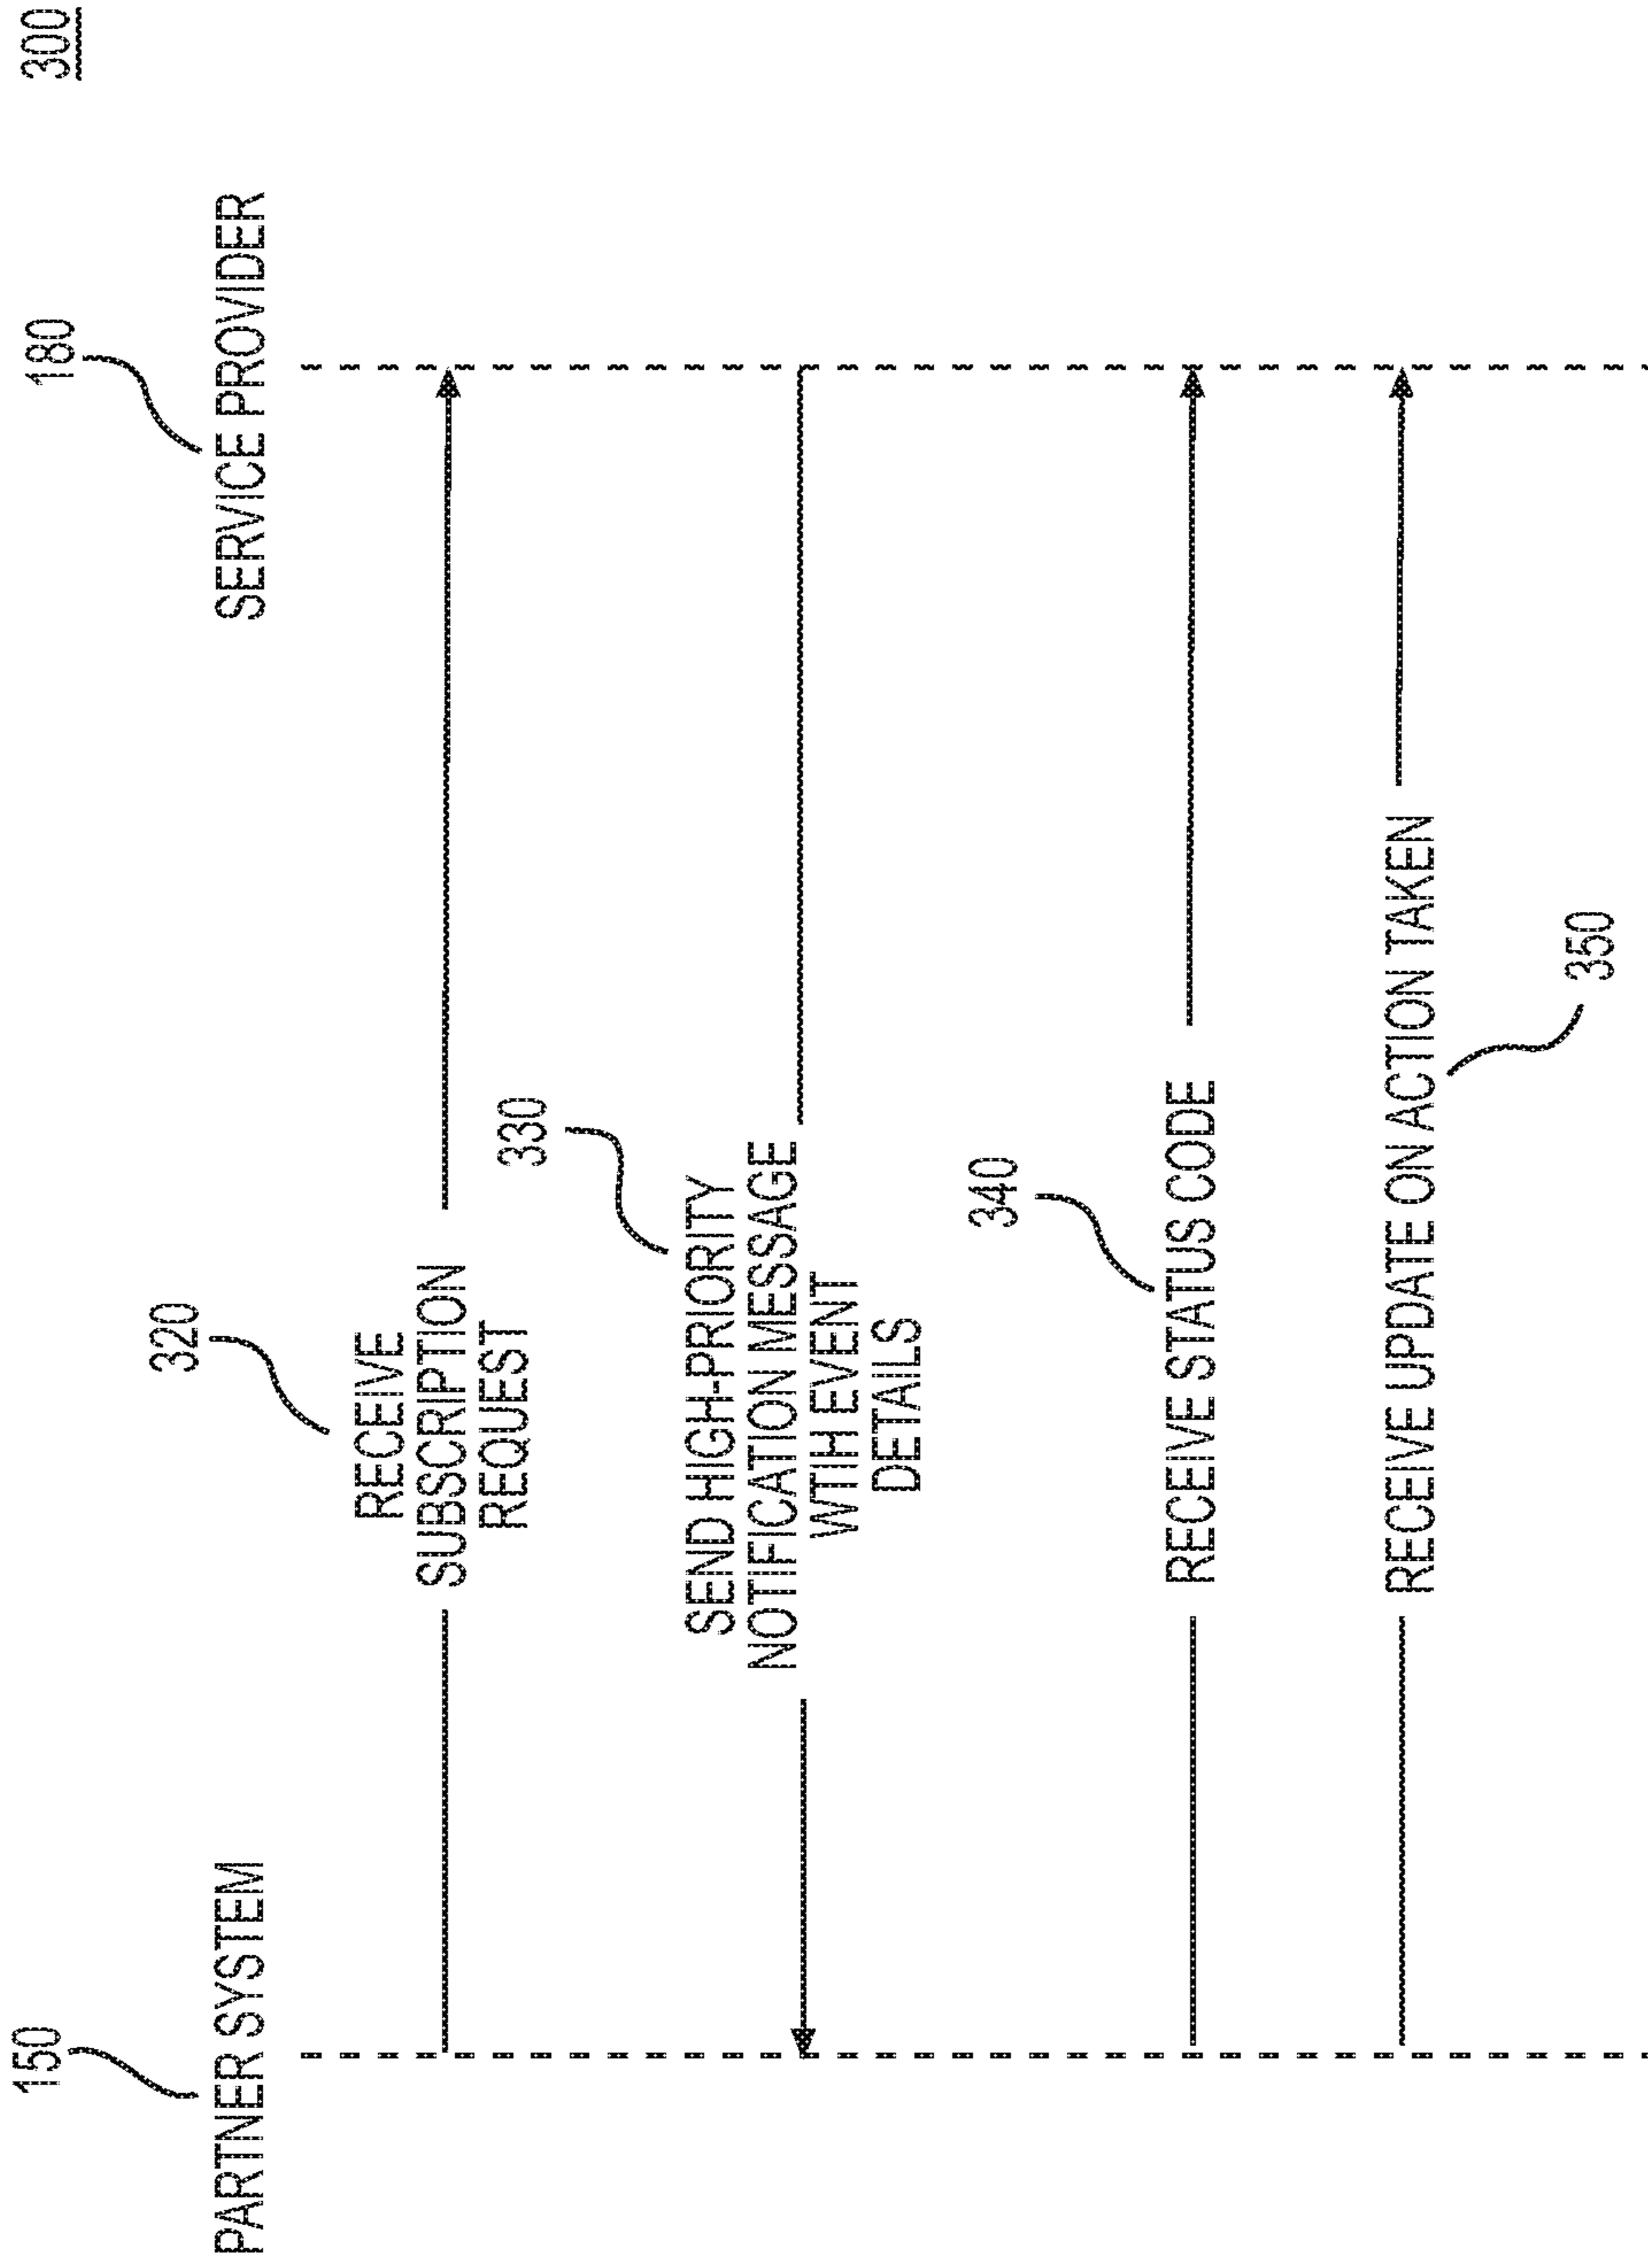 300
150
PARTNER SYSTEM
180
SERVICE PROVIDER
320
RECEIVE
SUBSCRIPTION
REQUEST
330
SEND HIGH-PRIORITY
NOTIFICATION MESSAGE
WTIH EVENT
DETAILS
340
RECEIVE STATUS CODE
RECEIVE UPDATE ON ACTION TAKEN
350